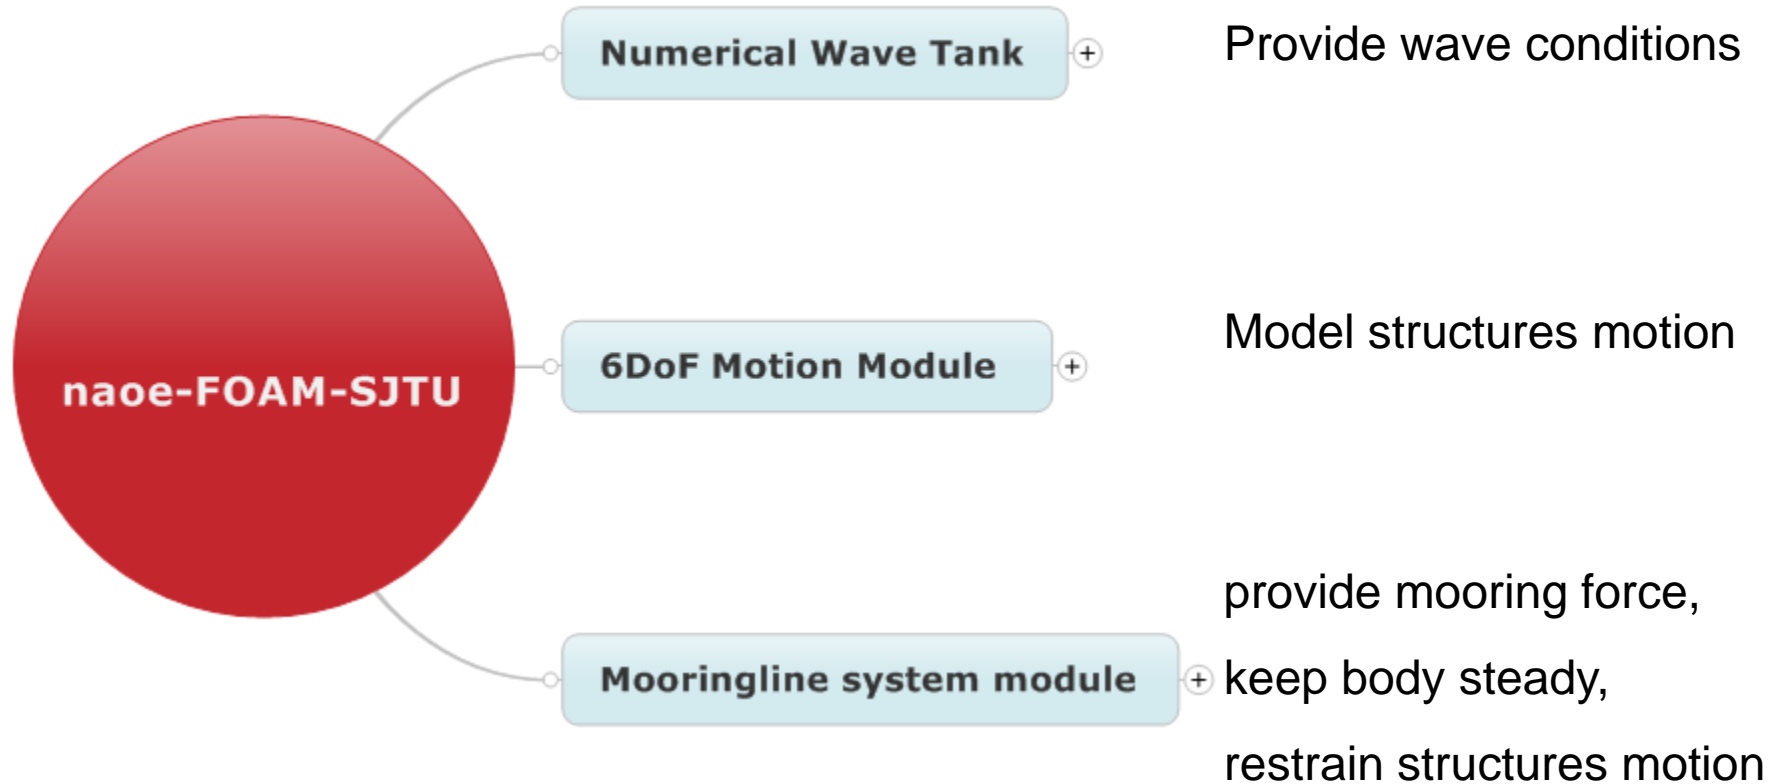 Numerical Wave Tank
Provide wave conditions
naoe-FOAM-SJTU
6DoF Motion Module
Model structures motion
Mooringline system module
provide mooring force,
keep body steady,
restrain structures motion